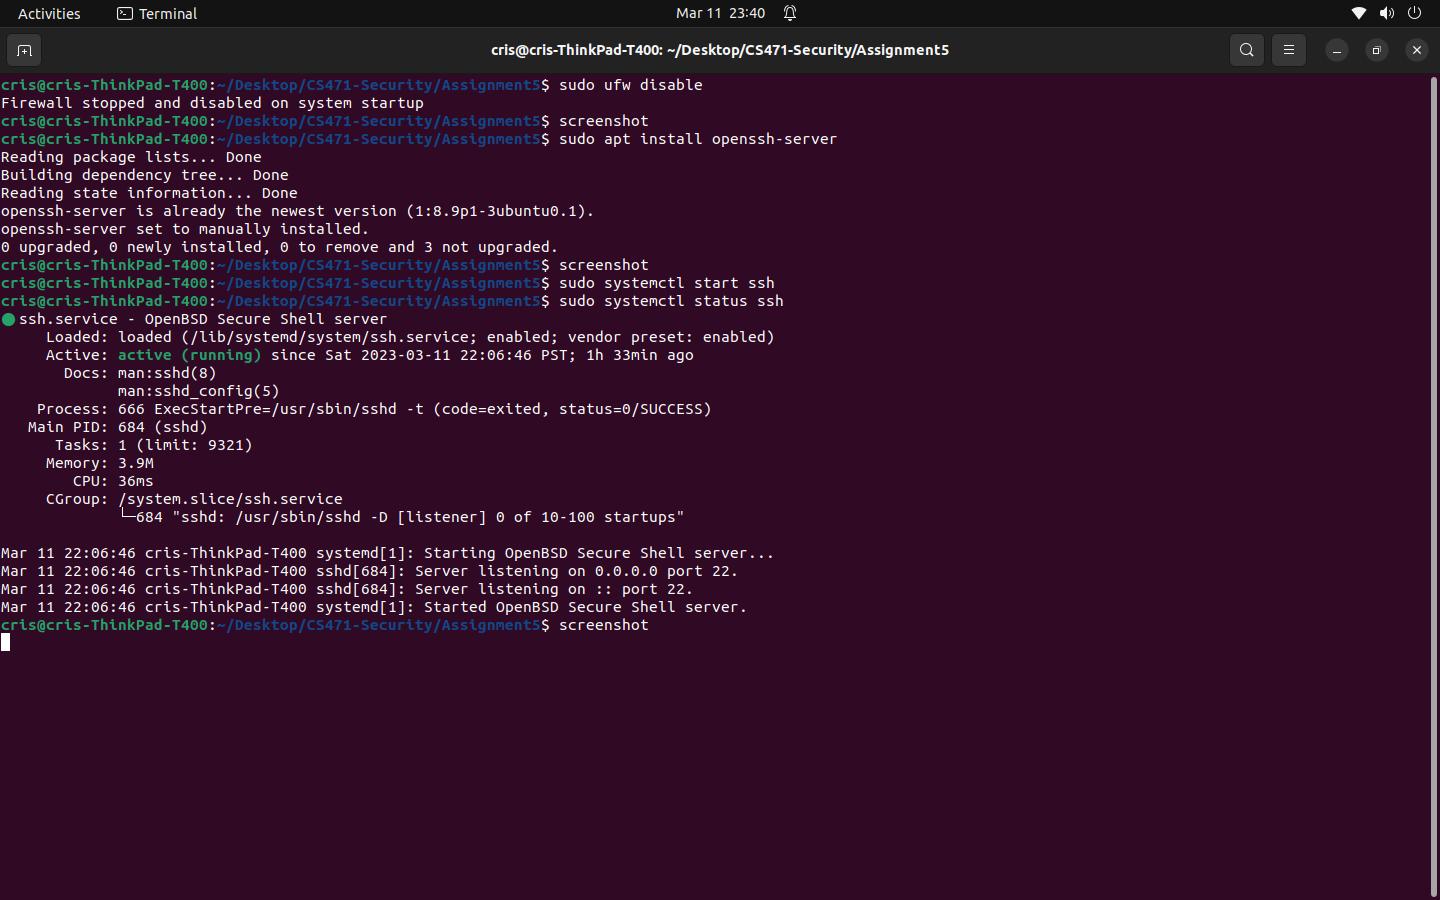 Activities Terminal Mar 11 23:40
cris@cris-ThinkPad-T400: ~/Desktop/CS471-Security/Assignment5
cris@cris-ThinkPad-T400:~/Desktop/CS471-Security/Assignment5$ sudo ufw disable
Firewall stopped and disabled on system startup
cris@cris-ThinkPad-T400:~/Desktop/CS471-Security/Assignment5$ screenshot
cris@cris-ThinkPad-T400:~/Desktop/CS471-Security/Assignment5$ sudo apt install openssh-server
Reading package lists... Done
Building dependency tree... Done
Reading state information... Done
openssh-server is already the newest version (1:8.9p1-3ubuntu0.1).
openssh-server set to manually installed.
0 upgraded, 0 newly installed, 0 to remove and 3 not upgraded.
cris@cris-ThinkPad-T400:~/Desktop/CS471-Security/Assignment5$ screenshot
cris@cris-ThinkPad-T400:~/Desktop/CS471-Security/Assignment5$ sudo systemctl start ssh
cris@cris-ThinkPad-T400:~/Desktop/CS471-Security/Assignment5$ sudo systemctl status ssh
● ssh.service - OpenBSD Secure Shell server
     Loaded: loaded (/lib/systemd/system/ssh.service; enabled; vendor preset: enabled)
     Active: active (running) since Sat 2023-03-11 22:06:46 PST; 1h 33min ago
       Docs: man:sshd(8)
             man:sshd_config(5)
    Process: 666 ExecStartPre=/usr/sbin/sshd -t (code=exited, status=0/SUCCESS)
   Main PID: 684 (sshd)
      Tasks: 1 (limit: 9321)
     Memory: 3.9M
        CPU: 36ms
     CGroup: /system.slice/ssh.service
             └─684 "sshd: /usr/sbin/sshd -D [listener] 0 of 10-100 startups"
Mar 11 22:06:46 cris-ThinkPad-T400 systemd[1]: Starting OpenBSD Secure Shell server...
Mar 11 22:06:46 cris-ThinkPad-T400 sshd[684]: Server listening on 0.0.0.0 port 22.
Mar 11 22:06:46 cris-ThinkPad-T400 sshd[684]: Server listening on :: port 22.
Mar 11 22:06:46 cris-ThinkPad-T400 systemd[1]: Started OpenBSD Secure Shell server.
cris@cris-ThinkPad-T400:~/Desktop/CS471-Security/Assignment5$ screenshot